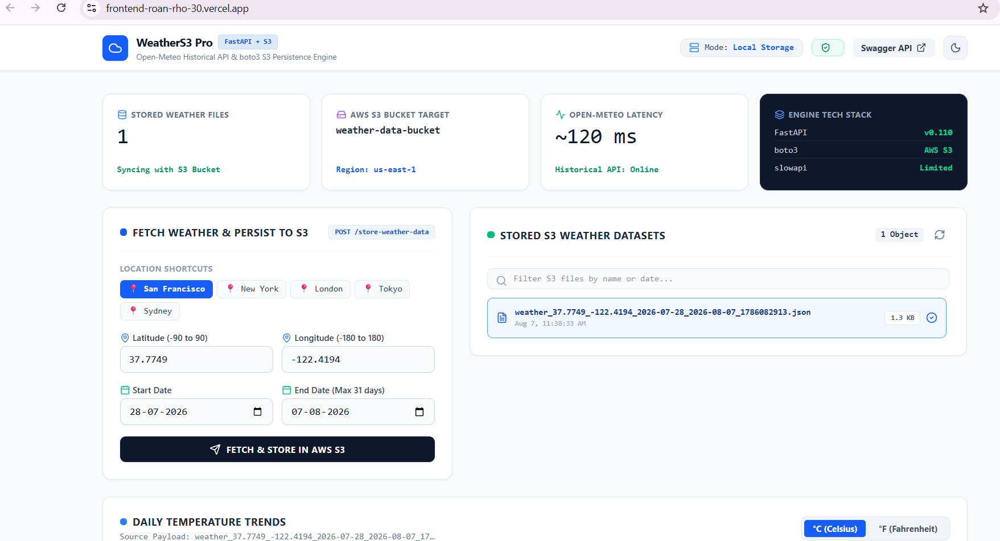 frontend-roan-rho-30.vercel.app
WeatherS3 Pro
FastAPI + S3
Open-Meteo Historical API & boto3 S3 Persistence Engine
Mode: Local Storage
Swagger API
STORED WEATHER FILES
1
Syncing with S3 Bucket
AWS S3 BUCKET TARGET
weather-data-bucket
Region: us-east-1
OPEN-METEO LATENCY
~120 ms
Historical API: Online
ENGINE TECH STACK
FastAPI v0.110
boto3 AWS S3
slowapi Limited
FETCH WEATHER & PERSIST TO S3
POST /store-weather-data
LOCATION SHORTCUTS
San Francisco
New York
London
Tokyo
Sydney
Latitude (-90 to 90)
37.7749
Longitude (-180 to 180)
-122.4194
Start Date
28-07-2026
End Date (Max 31 days)
07-08-2026
FETCH & STORE IN AWS S3
STORED S3 WEATHER DATASETS
1 Object
Filter S3 files by name or date...
weather_37.7749_-122.4194_2026-07-28_2026-08-07_1786082913.json
Aug 7, 11:38:33 AM
1.3 KB
DAILY TEMPERATURE TRENDS
Source Payload: weather_37.7749_-122.4194_2026-07-28_2026-08-07_17…
°C (Celsius)
°F (Fahrenheit)